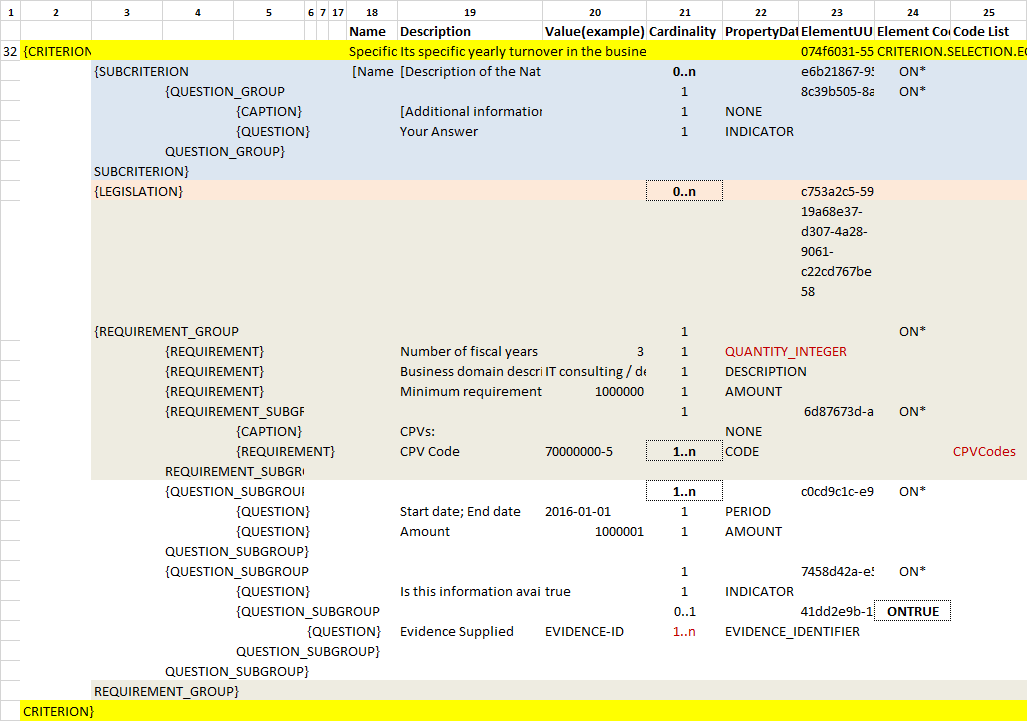 1 2 3 4 5 6 7 17 18 19 20 21 22 23 24 25
Name Description Value(example) Cardinality PropertyDat ElementUU Element Co Code List
32 {CRITERION Specific Its specific yearly turnover in the busine 074f6031-55 CRITERION.SELECTION.EC
{SUBCRITERION [Name [Description of the Nat 0..n e6b21867-95 ON*
{QUESTION_GROUP 1 8c39b505-8a ON*
{CAPTION} [Additional information 1 NONE
{QUESTION} Your Answer 1 INDICATOR
QUESTION_GROUP}
SUBCRITERION}
{LEGISLATION} 0..n c753a2c5-59
19a68e37-
d307-4a28-
9061-
c22cd767be
58
{REQUIREMENT_GROUP 1 ON*
{REQUIREMENT} Number of fiscal years 3 1 QUANTITY_INTEGER
{REQUIREMENT} Business domain descri IT consulting / de 1 DESCRIPTION
{REQUIREMENT} Minimum requirement 1000000 1 AMOUNT
{REQUIREMENT_SUBGR 1 6d87673d-a ON*
{CAPTION} CPVs: NONE
{REQUIREMENT} CPV Code 70000000-5 1..n CODE CPVCodes
REQUIREMENT_SUBGR
{QUESTION_SUBGROUP 1..n c0cd9c1c-e9 ON*
{QUESTION} Start date; End date 2016-01-01 1 PERIOD
{QUESTION} Amount 1000001 1 AMOUNT
QUESTION_SUBGROUP}
{QUESTION_SUBGROUP 1 7458d42a-e5 ON*
{QUESTION} Is this information avai true 1 INDICATOR
{QUESTION_SUBGROUP 0..1 41dd2e9b-1 ONTRUE
{QUESTION} Evidence Supplied EVIDENCE-ID 1..n EVIDENCE_IDENTIFIER
QUESTION_SUBGROUP}
QUESTION_SUBGROUP}
REQUIREMENT_GROUP}
CRITERION}